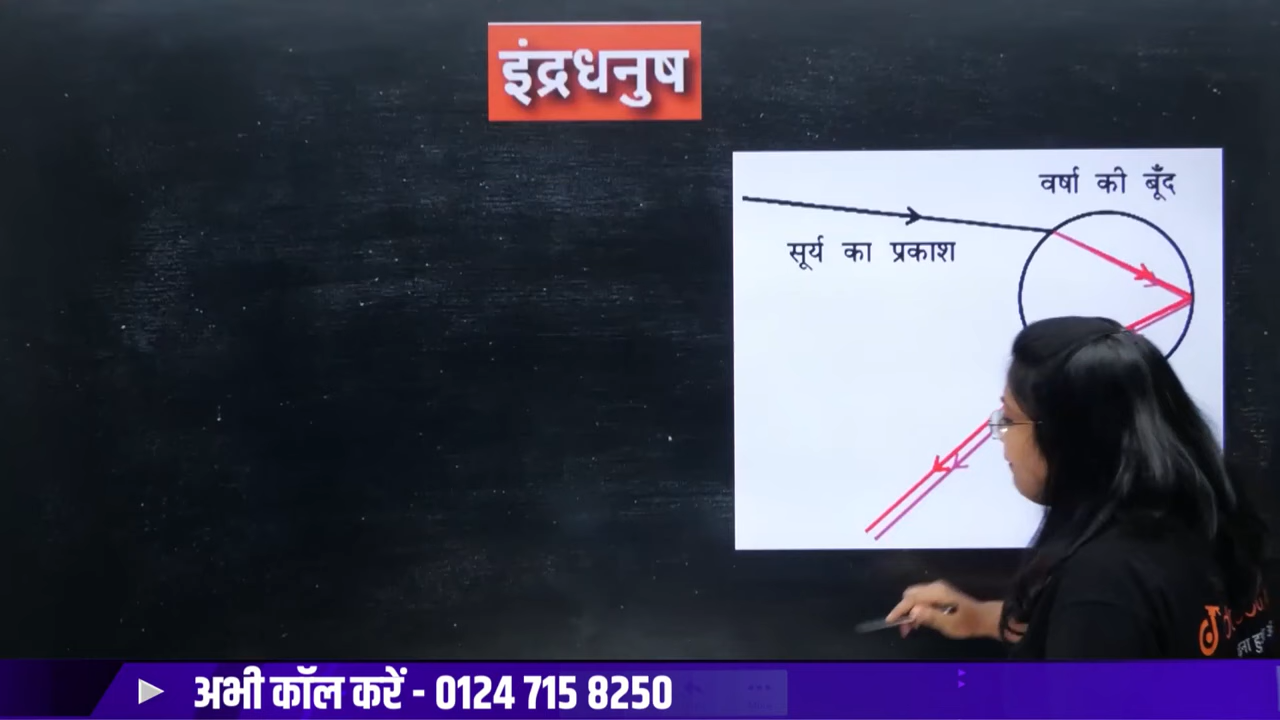 इंद्रधनुष
वर्षा की बूँद
सूर्य का प्रकाश
अभी कॉल करें - 0124 715 8250